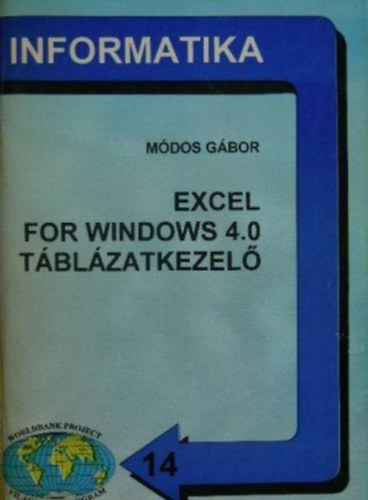 INFORMATIKA
MÓDOS GÁBOR
EXCEL
FOR WINDOWS 4.0
TÁBLÁZATKEZELŐ
WORLDBANK PROJECT
14